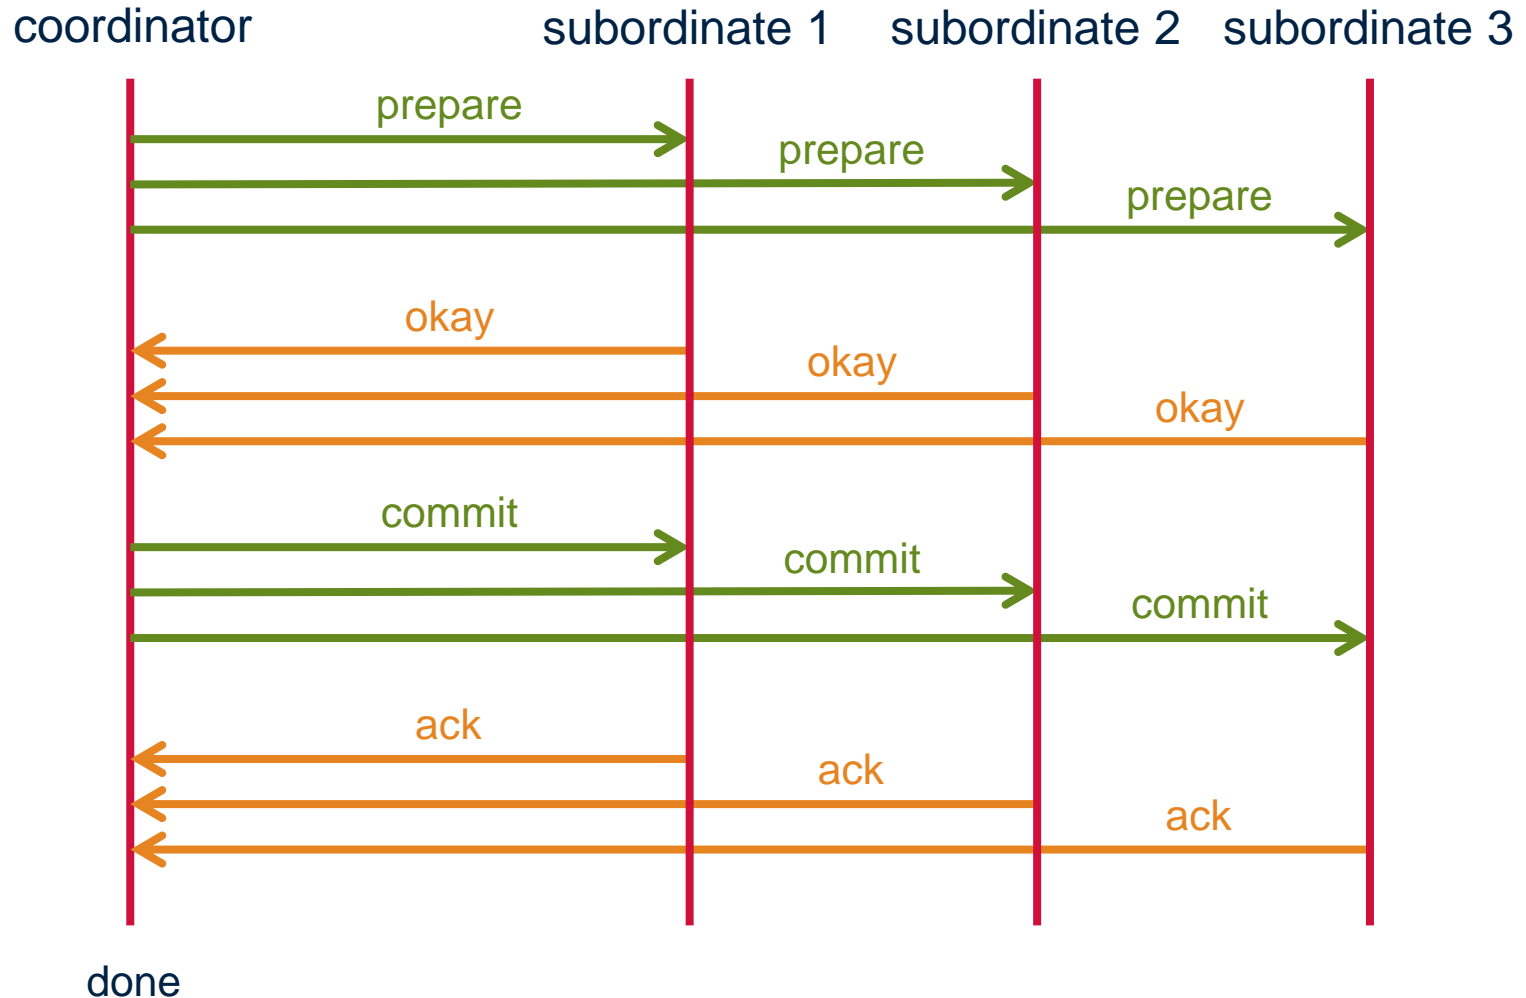 coordinator subordinate 1 subordinate 2 subordinate 3
prepare
prepare
prepare
okay
okay
okay
commit
commit
commit
ack
ack
ack
done